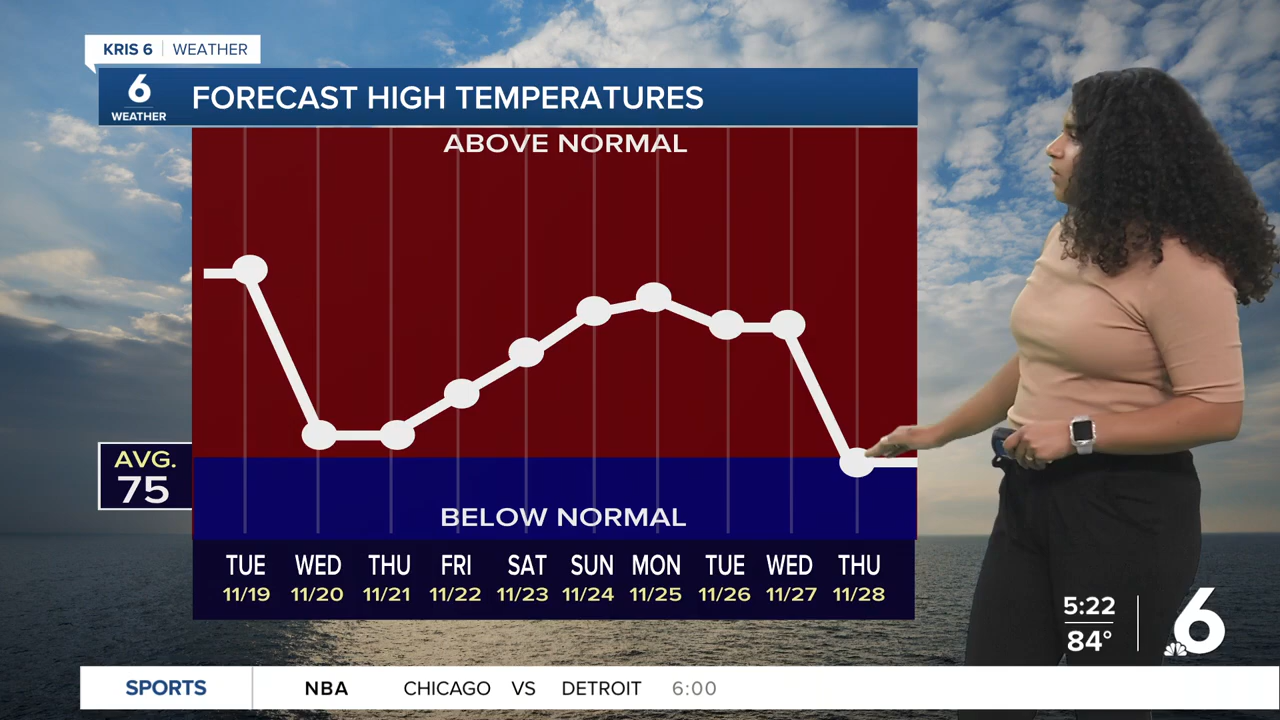 KRIS 6 WEATHER
6
WEATHER
FORECAST HIGH TEMPERATURES
ABOVE NORMAL
AVG.
75
BELOW NORMAL
TUE WED THU FRI SAT SUN MON TUE WED THU
11/19 11/20 11/21 11/22 11/23 11/24 11/25 11/26 11/27 11/28
5:22
84°
6
SPORTS NBA CHICAGO VS DETROIT 6:00